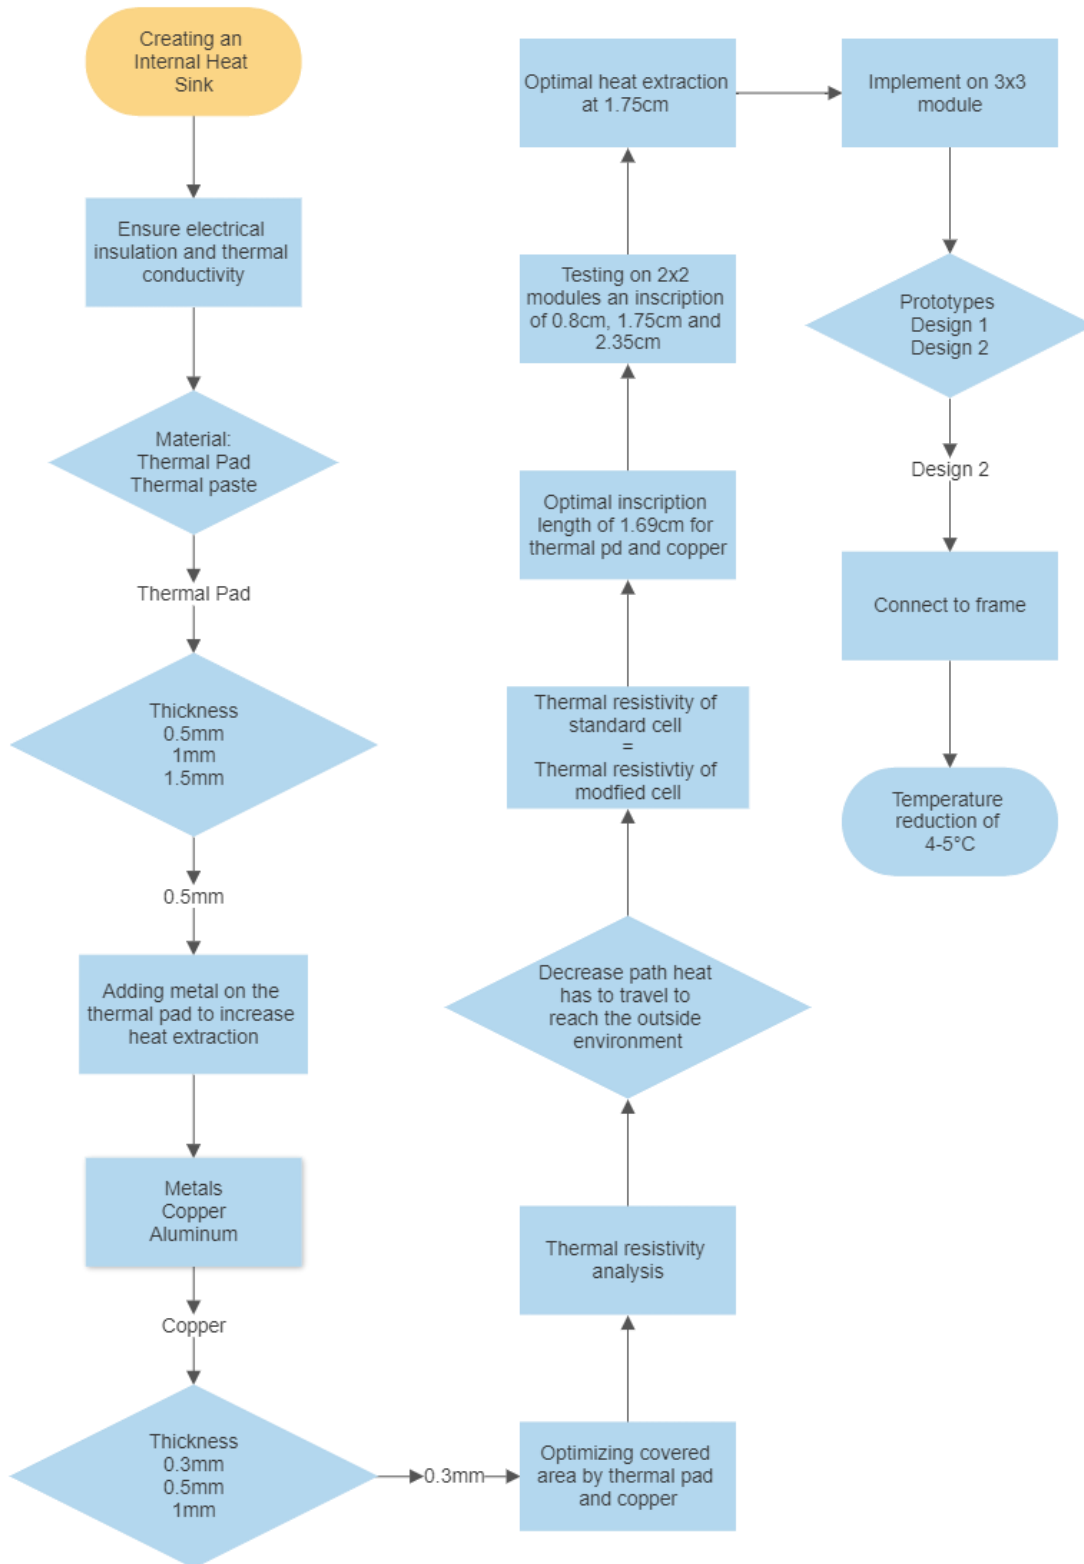 Creating an
Internal Heat
Sink
Ensure electrical
insulation and thermal
conductivity
Material:
Thermal Pad
Thermal paste
Thermal Pad
Thickness
0.5mm
1mm
1.5mm
0.5mm
Adding metal on the
thermal pad to increase
heat extraction
Metals
Copper
Aluminum
Copper
Thickness
0.3mm
0.5mm
1mm
0.3mm
Optimizing covered
area by thermal pad
and copper
Thermal resistivity
analysis
Decrease path heat
has to travel to
reach the outside
environment
Thermal resistivity of
standard cell
=
Thermal resistivtiy of
modfied cell
Optimal inscription
length of 1.69cm for
thermal pd and copper
Testing on 2x2
modules an inscription
of 0.8cm, 1.75cm and
2.35cm
Optimal heat extraction
at 1.75cm
Implement on 3x3
module
Prototypes
Design 1
Design 2
Design 2
Connect to frame
Temperature
reduction of
4-5°C